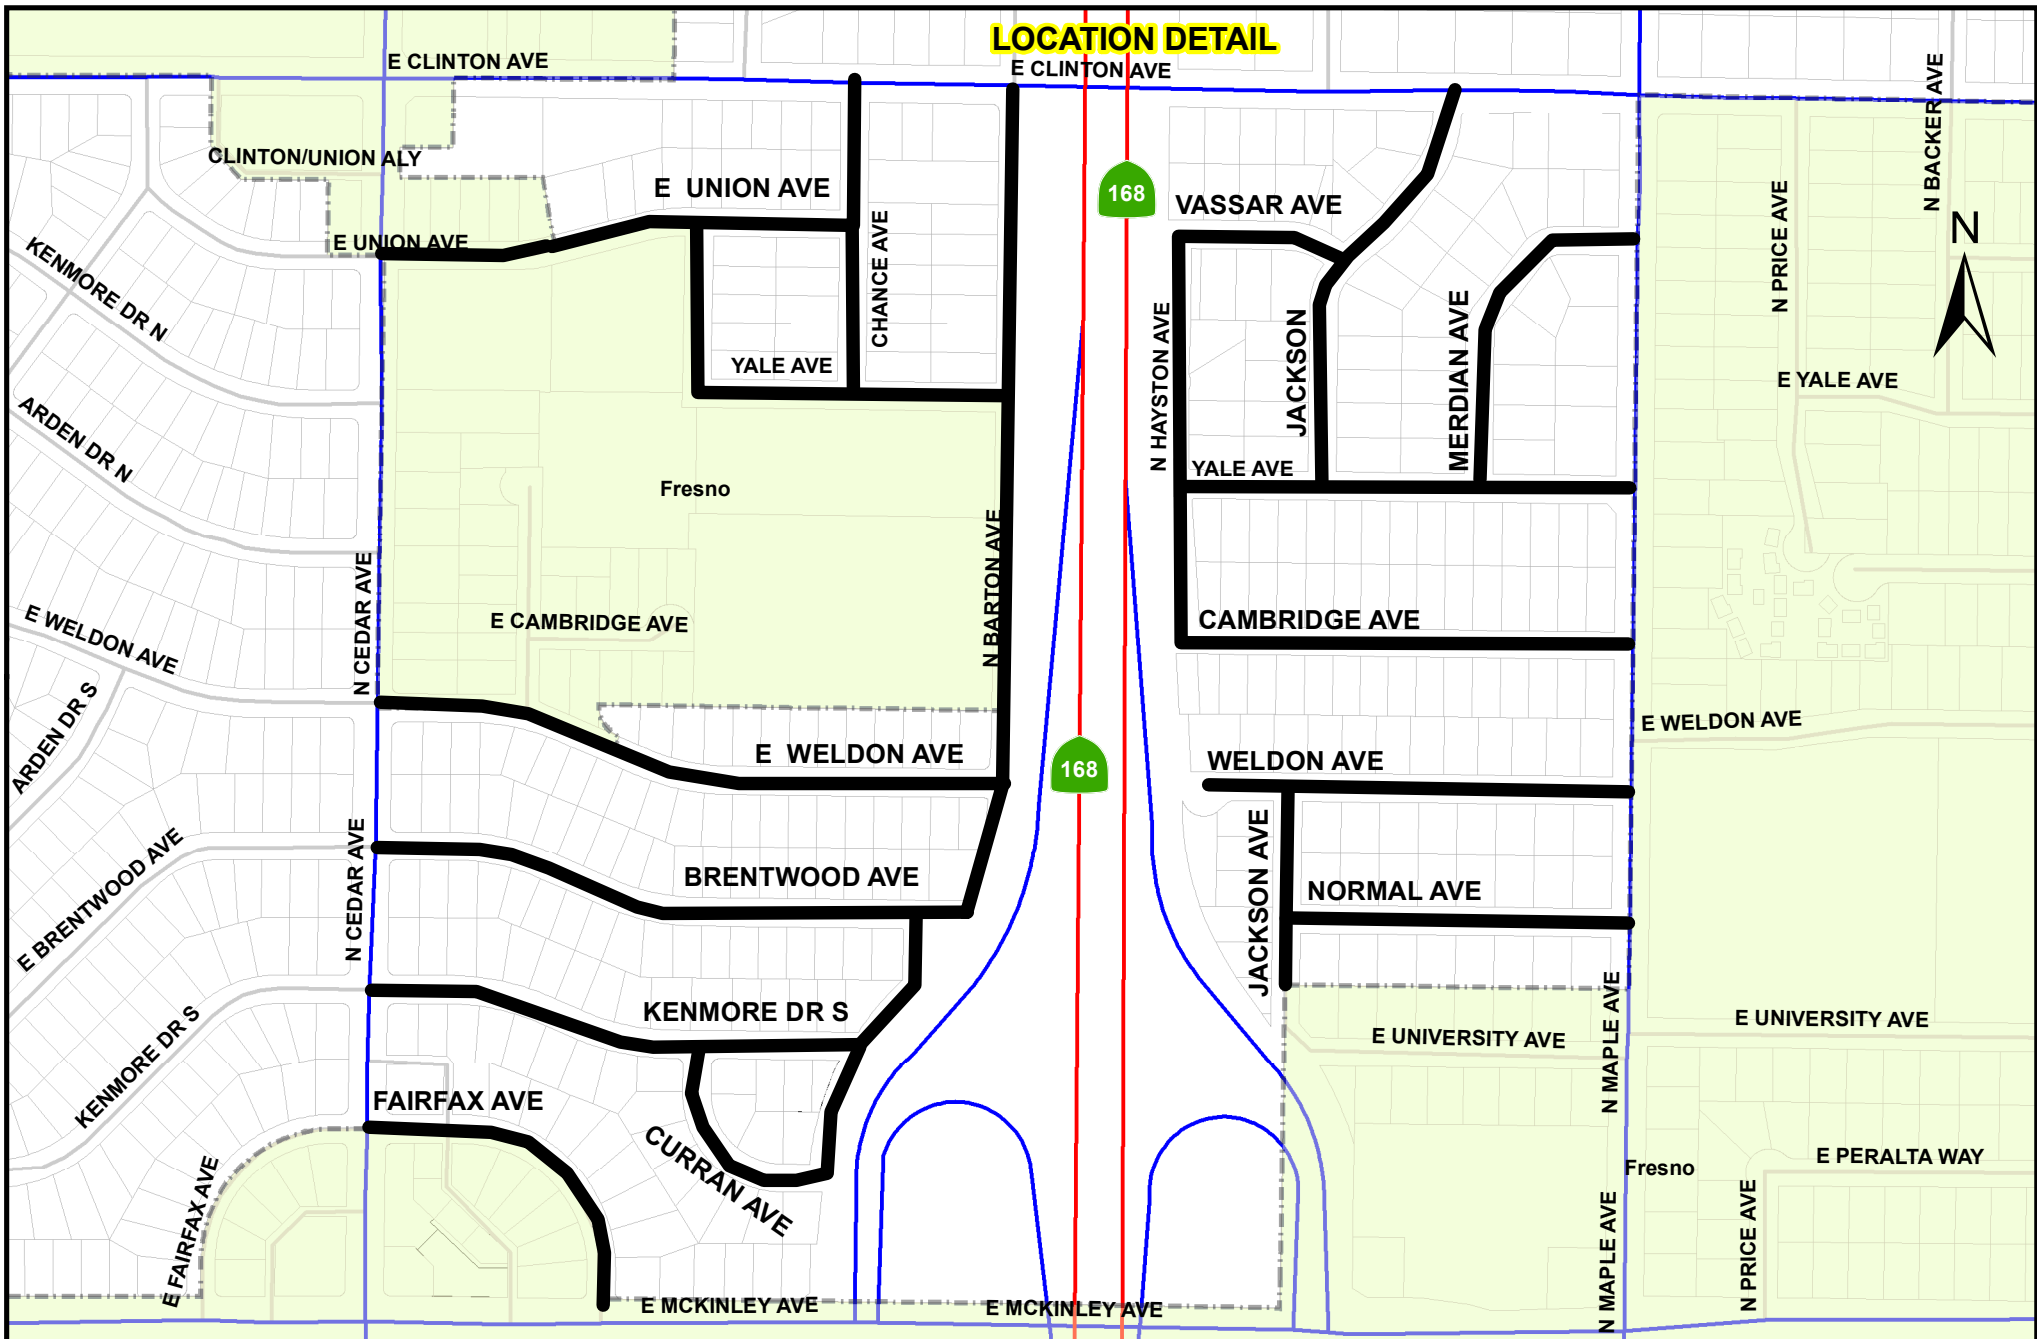 LOCATION DETAIL
E CLINTON AVE
E CLINTON AVE
N BACKER AVE
CLINTON/UNION ALY
E  UNION AVE
168
VASSAR AVE
N PRICE AVE
N
E UNION AVE
KENMORE DR N
CHANCE AVE
N HAYSTON AVE
JACKSON
MERDIAN AVE
YALE AVE
E YALE AVE
ARDEN DR N
YALE AVE
Fresno
N CEDAR AVE
N BARTON AVE
E CAMBRIDGE AVE
CAMBRIDGE AVE
E WELDON AVE
ARDEN DR S
E WELDON AVE
E  WELDON AVE
168
WELDON AVE
N CEDAR AVE
E BRENTWOOD AVE
BRENTWOOD AVE
JACKSON AVE
NORMAL AVE
KENMORE DR S
KENMORE DR S
N MAPLE AVE
E UNIVERSITY AVE
E UNIVERSITY AVE
FAIRFAX AVE
CURRAN AVE
E FAIRFAX AVE
Fresno
E PERALTA WAY
N MAPLE AVE
N PRICE AVE
E MCKINLEY AVE
E MCKINLEY AVE